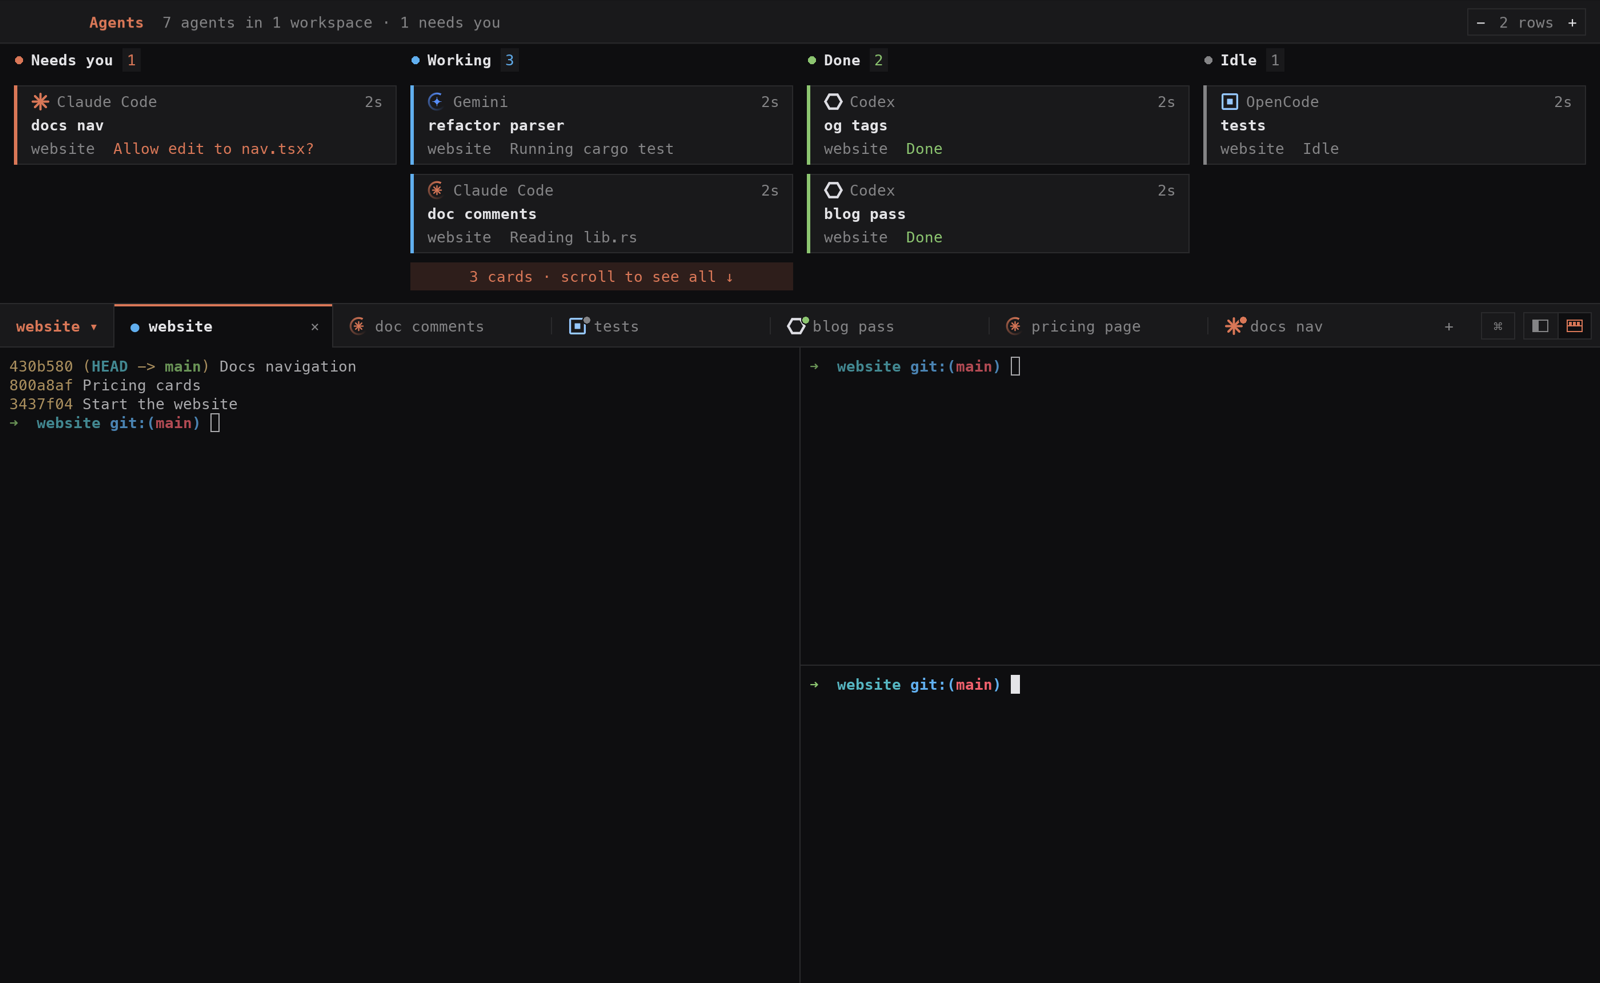 Agents 7 agents in 1 workspace · 1 needs you
− 2 rows +
Needs you 1
Claude Code 2s
docs nav
website Allow edit to nav.tsx?
Working 3
Gemini 2s
refactor parser
website Running cargo test
Claude Code 2s
doc comments
website Reading lib.rs
3 cards · scroll to see all ↓
Done 2
Codex 2s
og tags
website Done
Codex 2s
blog pass
website Done
Idle 1
OpenCode 2s
tests
website Idle
website ▾ ● website × doc comments tests blog pass pricing page docs nav + ⌘
430b580 (HEAD —> main) Docs navigation
800a8af Pricing cards
3437f04 Start the website
→ website git:(main)
→ website git:(main)
→ website git:(main)